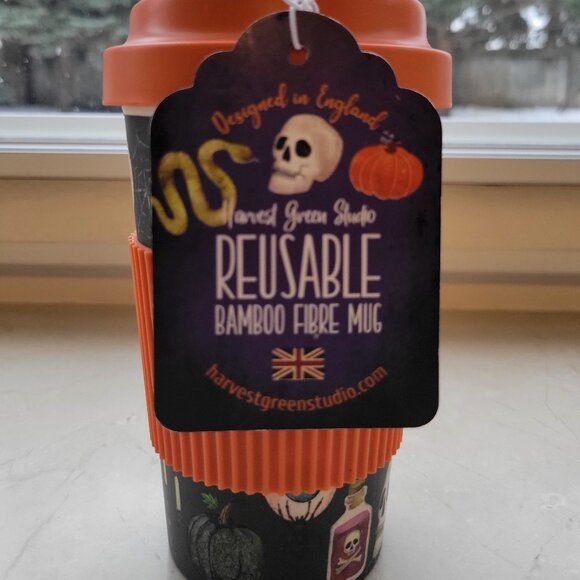 Designed in England
Harvest Green Studio
REUSABLE
BAMBOO FIBRE MUG
harvestgreenstudio.com